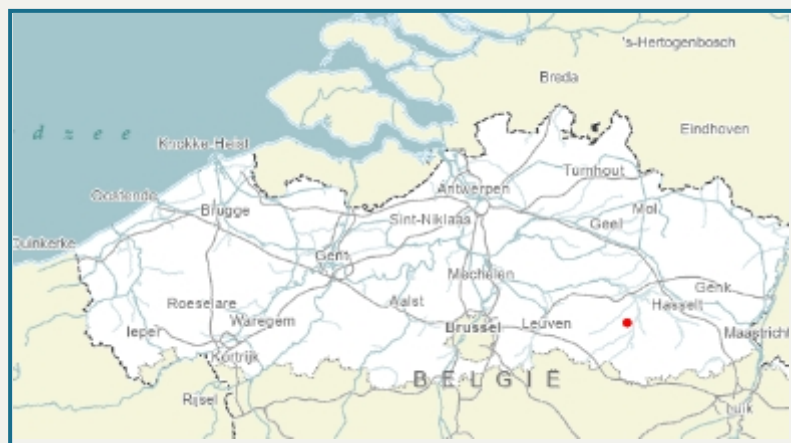 's-Hertogenbosch
Breda
dzee
Eindhoven
Knokke-Heist
Turnhout
Antwerpen
Oostende
Mol
Brugge
Sint-Niklaas
Geel
Duinkerke
Gent
Mechelen
Genk
Roeselare
Aalst
Hasselt
Ieper
Waregem
Brussel
Leuven
Maastricht
Kortrijk
BELGIË
Rijsel
Luik